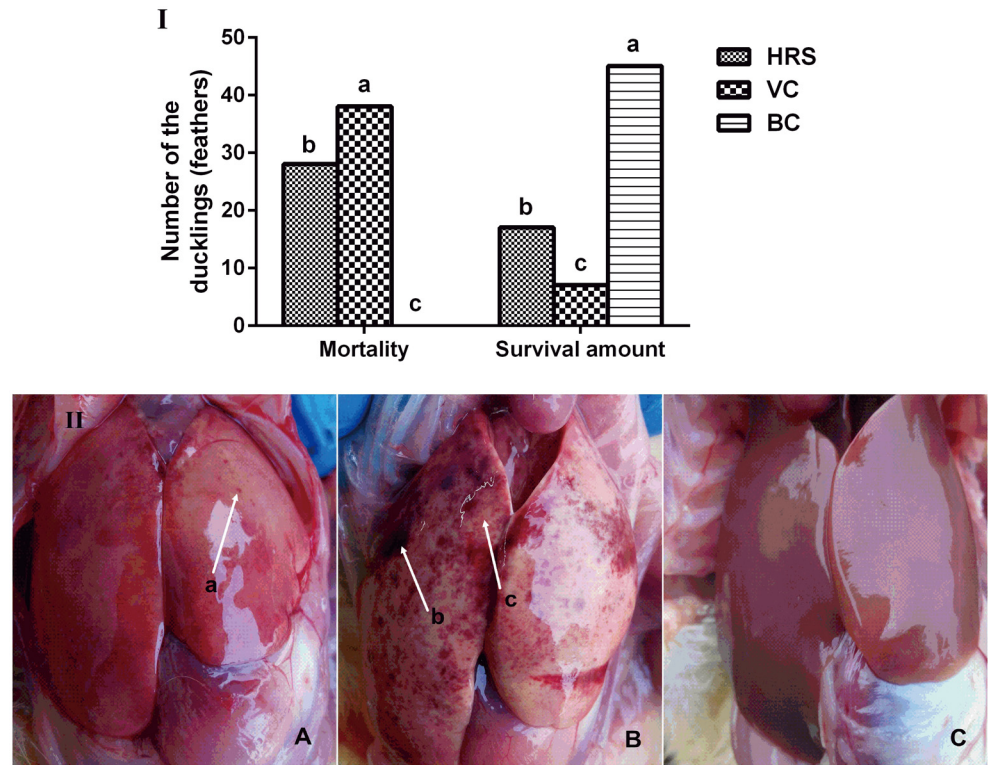 I
Number of the
ducklings (feathers)
50
40
30
20
10
0
b
a
c
b
c
a
Mortality
Survival amount
HRS
VC
BC
II
a
A
b
c
B
C